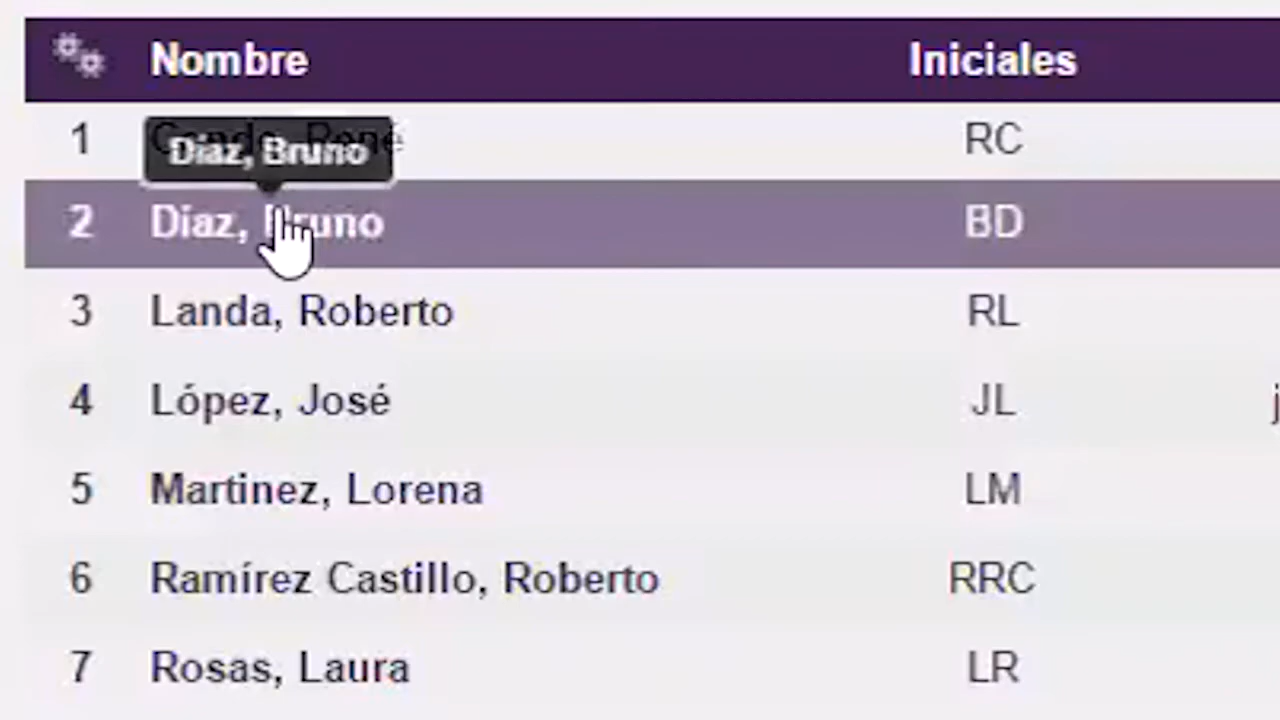 Nombre Iniciales
1 RC
Díaz, Bruno
2 Díaz, Bruno BD
3 Landa, Roberto RL
4 López, José JL j
5 Martinez, Lorena LM
6 Ramírez Castillo, Roberto RRC
7 Rosas, Laura LR